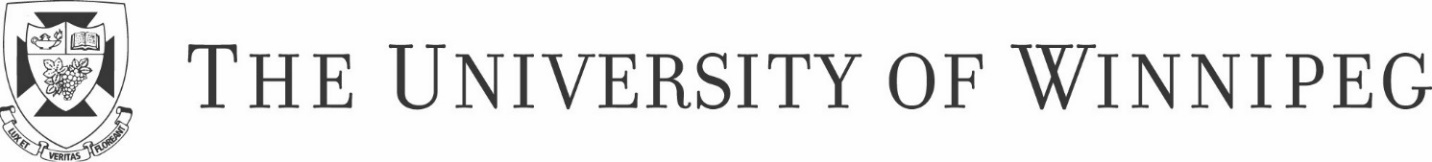 THE UNIVERSITY OF WINNIPEG
LUX ET VERITAS FLOREANT